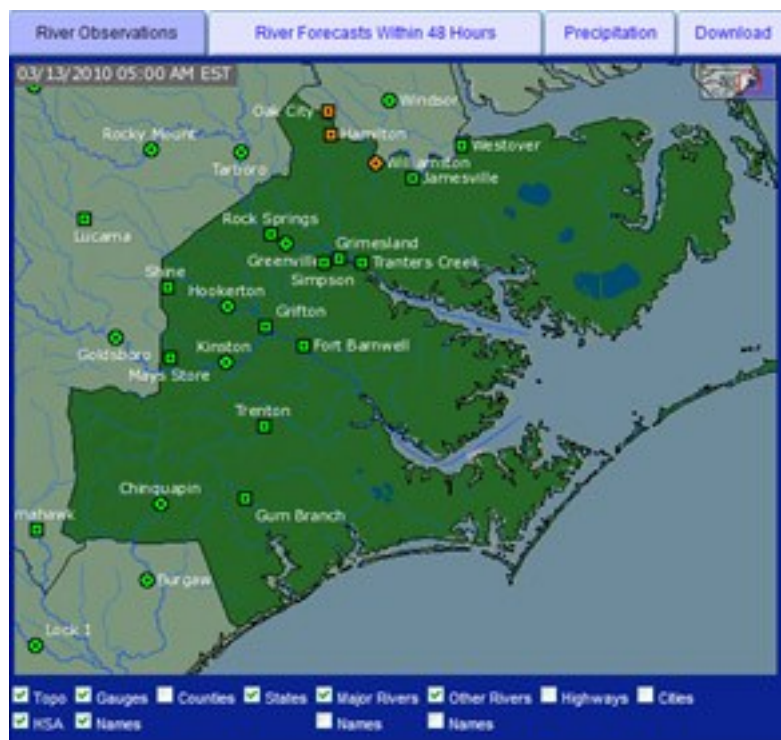 River Observations River Forecasts Within 48 Hours Precipitation Download
03/13/2010 05:00 AM EST
Oak City Windsor
Rocky Mount Hamilton
Westover
Tarboro Williamston
Jamesville
Rock Springs
Lucama Grimesland
Greenville Tranters Creek
Shine Simpson
Hookerton
Grifton
Goldsboro Kinston Fort Barnwell
Mays Store
Trenton
Chinquapin
mahawk Gum Branch
Burgaw
Lock 1
Topo Gauges Counties States Major Rivers Other Rivers Highways Cities
HSA Names Names Names